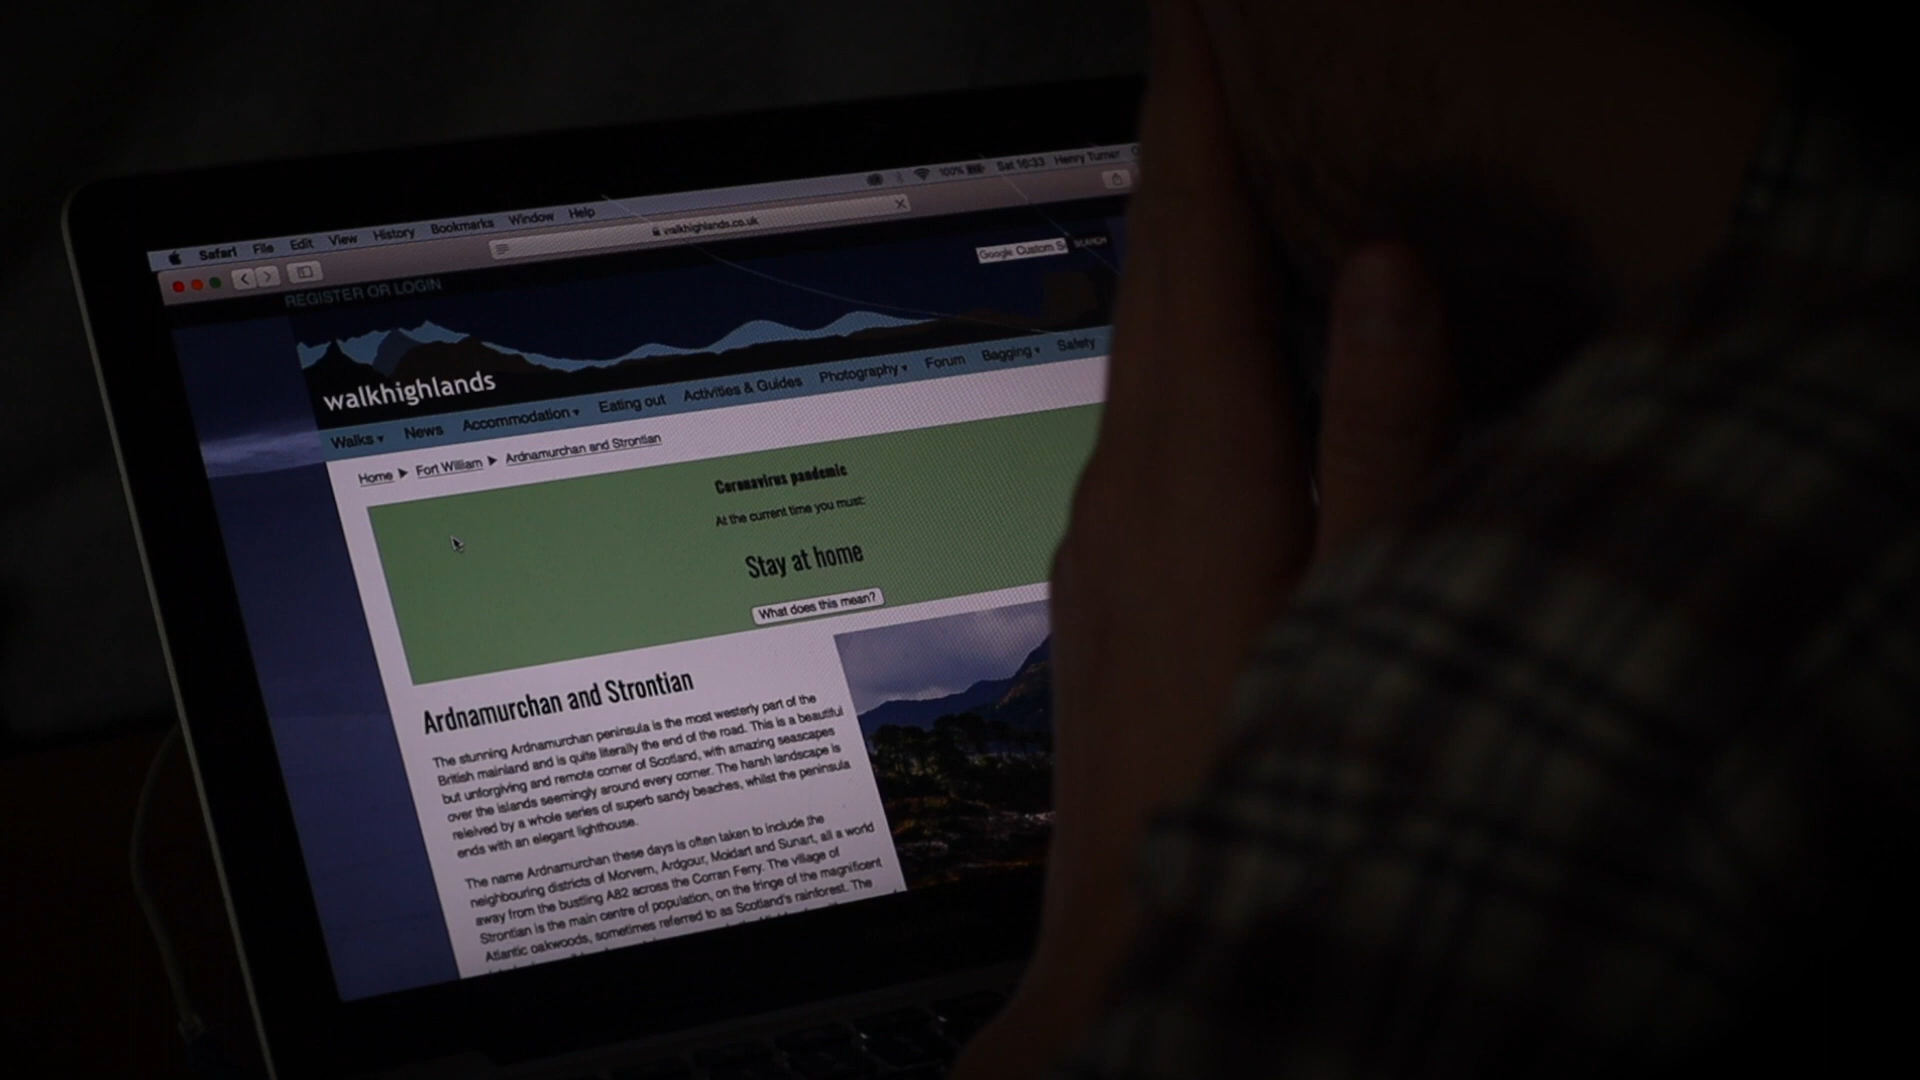 Safari File Edit View History Bookmarks Window Help 100% Sat 16:33 Henry Turner
walkhighlands.co.uk
REGISTER OR LOGIN
Google Custom S
SEARCH
walkhighlands
Walks News Accommodation Eating out Activities & Guides Photography Forum Bagging Safety
Home Fort William Ardnamurchan and Strontian
Coronavirus pandemic
At the current time you must:
Stay at home
What does this mean?
Ardnamurchan and Strontian
The stunning Ardnamurchan peninsula is the most westerly part of the
British mainland and is quite literally the end of the road. This is a beautiful
but unforgiving and remote corner of Scotland, with amazing seascapes
over the islands seemingly around every corner. The harsh landscape is
releived by a whole series of superb sandy beaches, whilst the peninsula
ends with an elegant lighthouse.
The name Ardnamurchan these days is often taken to include the
neighbouring districts of Morvern, Ardgour, Moidart and Sunart, all a world
away from the bustling A82 across the Corran Ferry. The village of
Strontian is the main centre of population, on the fringe of the magnificent
Atlantic oakwoods, sometimes referred to as Scotland's rainforest. The